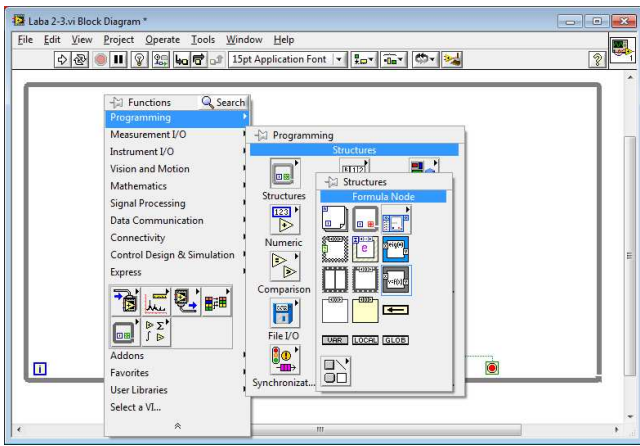 Laba 2-3.vi Block Diagram *
File Edit View Project Operate Tools Window Help
15pt Application Font
Functions Search
Programming
Measurement I/O
Instrument I/O
Vision and Motion
Mathematics
Signal Processing
Data Communication
Connectivity
Control Design & Simulation
Express
Addons
Favorites
User Libraries
Select a VI...
Programming
Structures
Structures
Numeric
123
Comparison
File I/O
Synchronizat...
Structures
Formula Node
VAR LOCAL GLOB
i